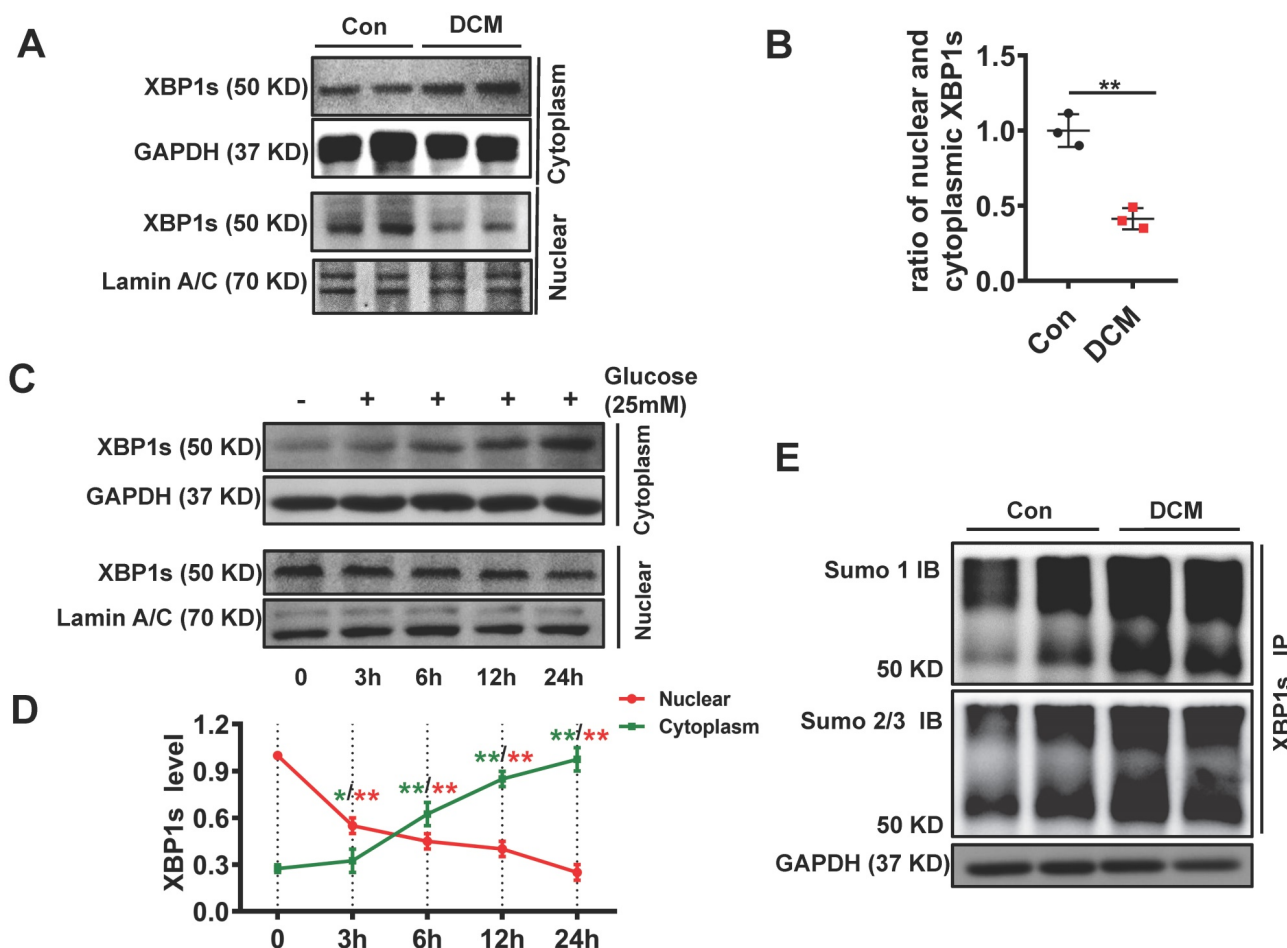 A
Con DCM
XBP1s (50 KD)
GAPDH (37 KD)
Cytoplasm
XBP1s (50 KD)
Lamin A/C (70 KD)
Nuclear
B
ratio of nuclear and
cytoplasmic XBP1s
1.5
1.0
0.5
0.0
**
Con DCM
C
- + + + + Glucose
(25mM)
XBP1s (50 KD)
GAPDH (37 KD)
Cytoplasm
XBP1s (50 KD)
Lamin A/C (70 KD)
Nuclear
0 3h 6h 12h 24h
D
Nuclear
Cytoplasm
XBP1s level
1.2
0.9
0.6
0.3
0.0
*/** **/** **/** **/**
0 3h 6h 12h 24h
E
Con DCM
Sumo 1 IB
50 KD
Sumo 2/3 IB
50 KD
XBP1s IP
GAPDH (37 KD)